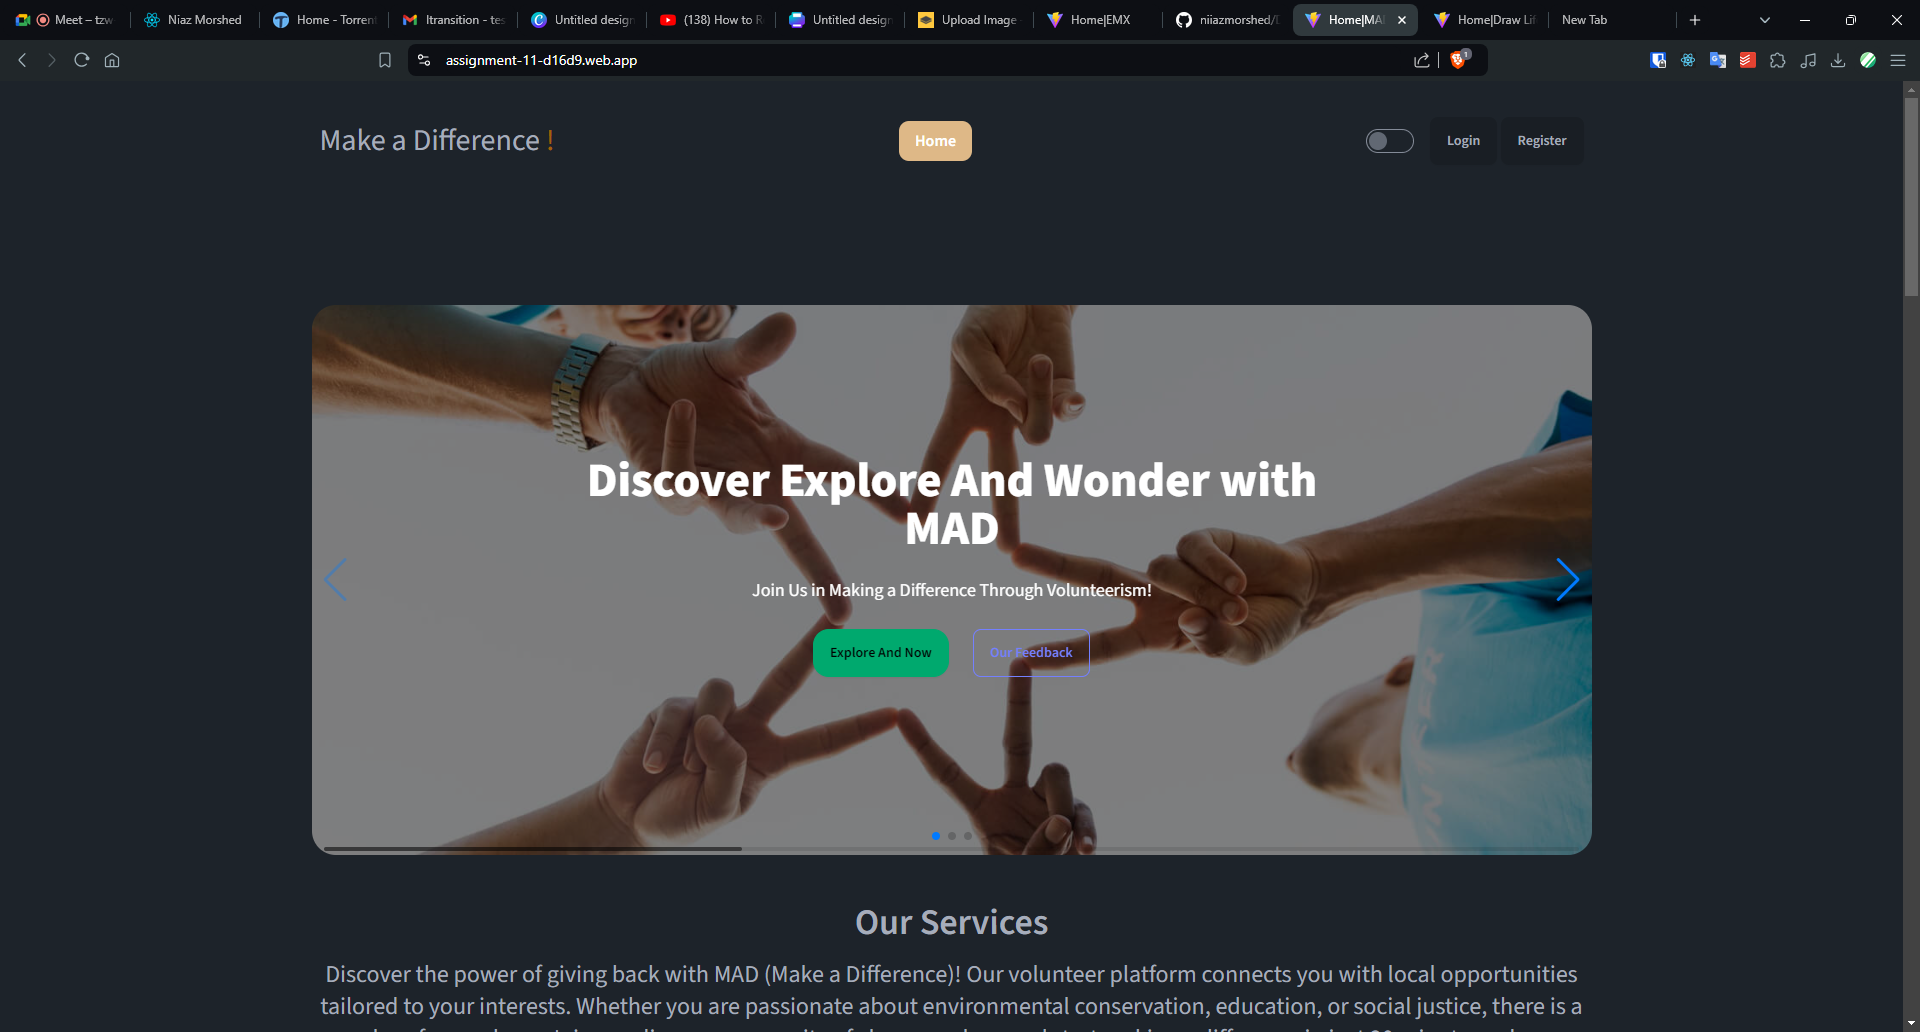 Meet – tzw
Niaz Morshed
Home - Torrent
Itransition - tes
Untitled design
(138) How to R
Untitled design
Upload Image
Home|EMX
niiazmorshed/
Home|MA
Home|Draw Lif
New Tab
assignment-11-d16d9.web.app
1
Make a Difference !
Home
Login
Register
Discover Explore And Wonder with
MAD
Join Us in Making a Difference Through Volunteerism!
Explore And Now
Our Feedback
Our Services
Discover the power of giving back with MAD (Make a Difference)! Our volunteer platform connects you with local opportunities
tailored to your interests. Whether you are passionate about environmental conservation, education, or social justice, there is a